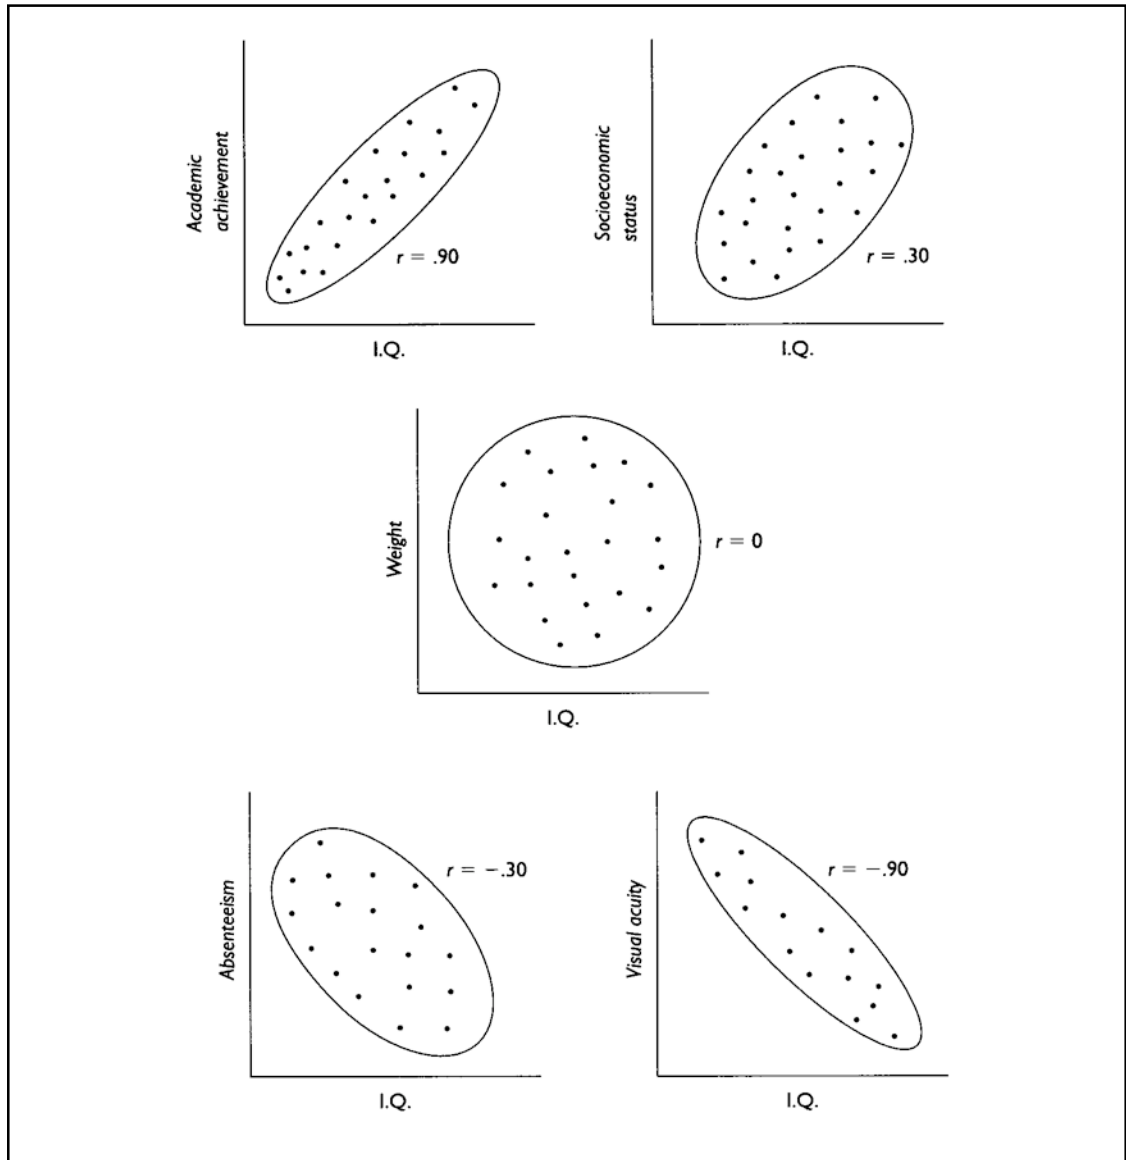 Academic
achievement
r = .90
I.Q.
Socioeconomic
status
r = .30
I.Q.
Weight
r = 0
I.Q.
Absenteeism
r = −.30
I.Q.
Visual acuity
r = −.90
I.Q.